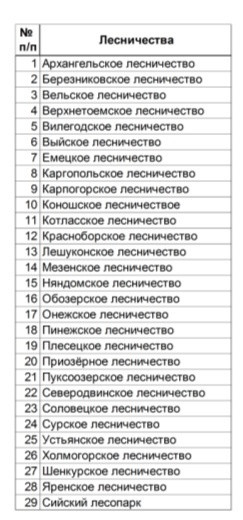 № п/п Лесничества
1 Архангельское лесничество
2 Березниковское лесничество
3 Вельское лесничество
4 Верхнетоемское лесничество
5 Вилегодское лесничество
6 Выйское лесничество
7 Емецкое лесничество
8 Каргопольское лесничество
9 Карпогорское лесничество
10 Коношское лесничествое
11 Котласское лесничество
12 Красноборское лесничество
13 Лешуконское лесничество
14 Мезенское лесничество
15 Няндомское лесничество
16 Обозерское лесничество
17 Онежское лесничество
18 Пинежское лесничество
19 Плесецкое лесничество
20 Приозёрное лесничество
21 Пуксоозерское лесничество
22 Северодвинское лесничество
23 Соловецкое лесничество
24 Сурское лесничество
25 Устьянское лесничество
26 Холмогорское лесничество
27 Шенкурское лесничество
28 Яренское лесничество
29 Сийский лесопарк